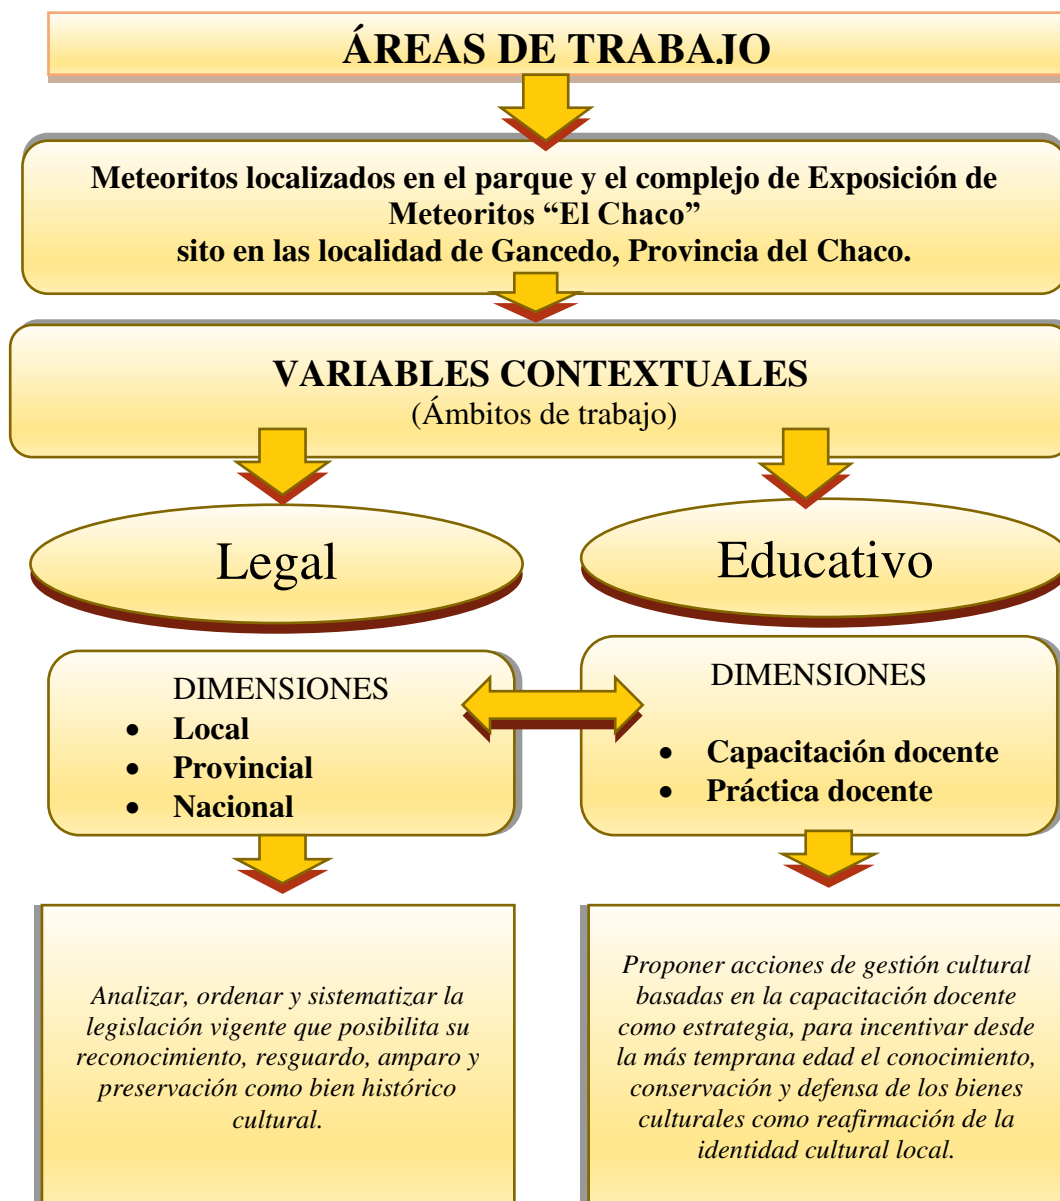 ÁREAS DE TRABAJO
Meteoritos localizados en el parque y el complejo de Exposición de
Meteoritos “El Chaco”
sito en las localidad de Gancedo, Provincia del Chaco.
VARIABLES CONTEXTUALES
(Ámbitos de trabajo)
Legal
Educativo
DIMENSIONES
• Local
• Provincial
• Nacional
DIMENSIONES
• Capacitación docente
• Práctica docente
Analizar, ordenar y sistematizar la
legislación vigente que posibilita su
reconocimiento, resguardo, amparo y
preservación como bien histórico
cultural.
Proponer acciones de gestión cultural
basadas en la capacitación docente
como estrategia, para incentivar desde
la más temprana edad el conocimiento,
conservación y defensa de los bienes
culturales como reafirmación de la
identidad cultural local.